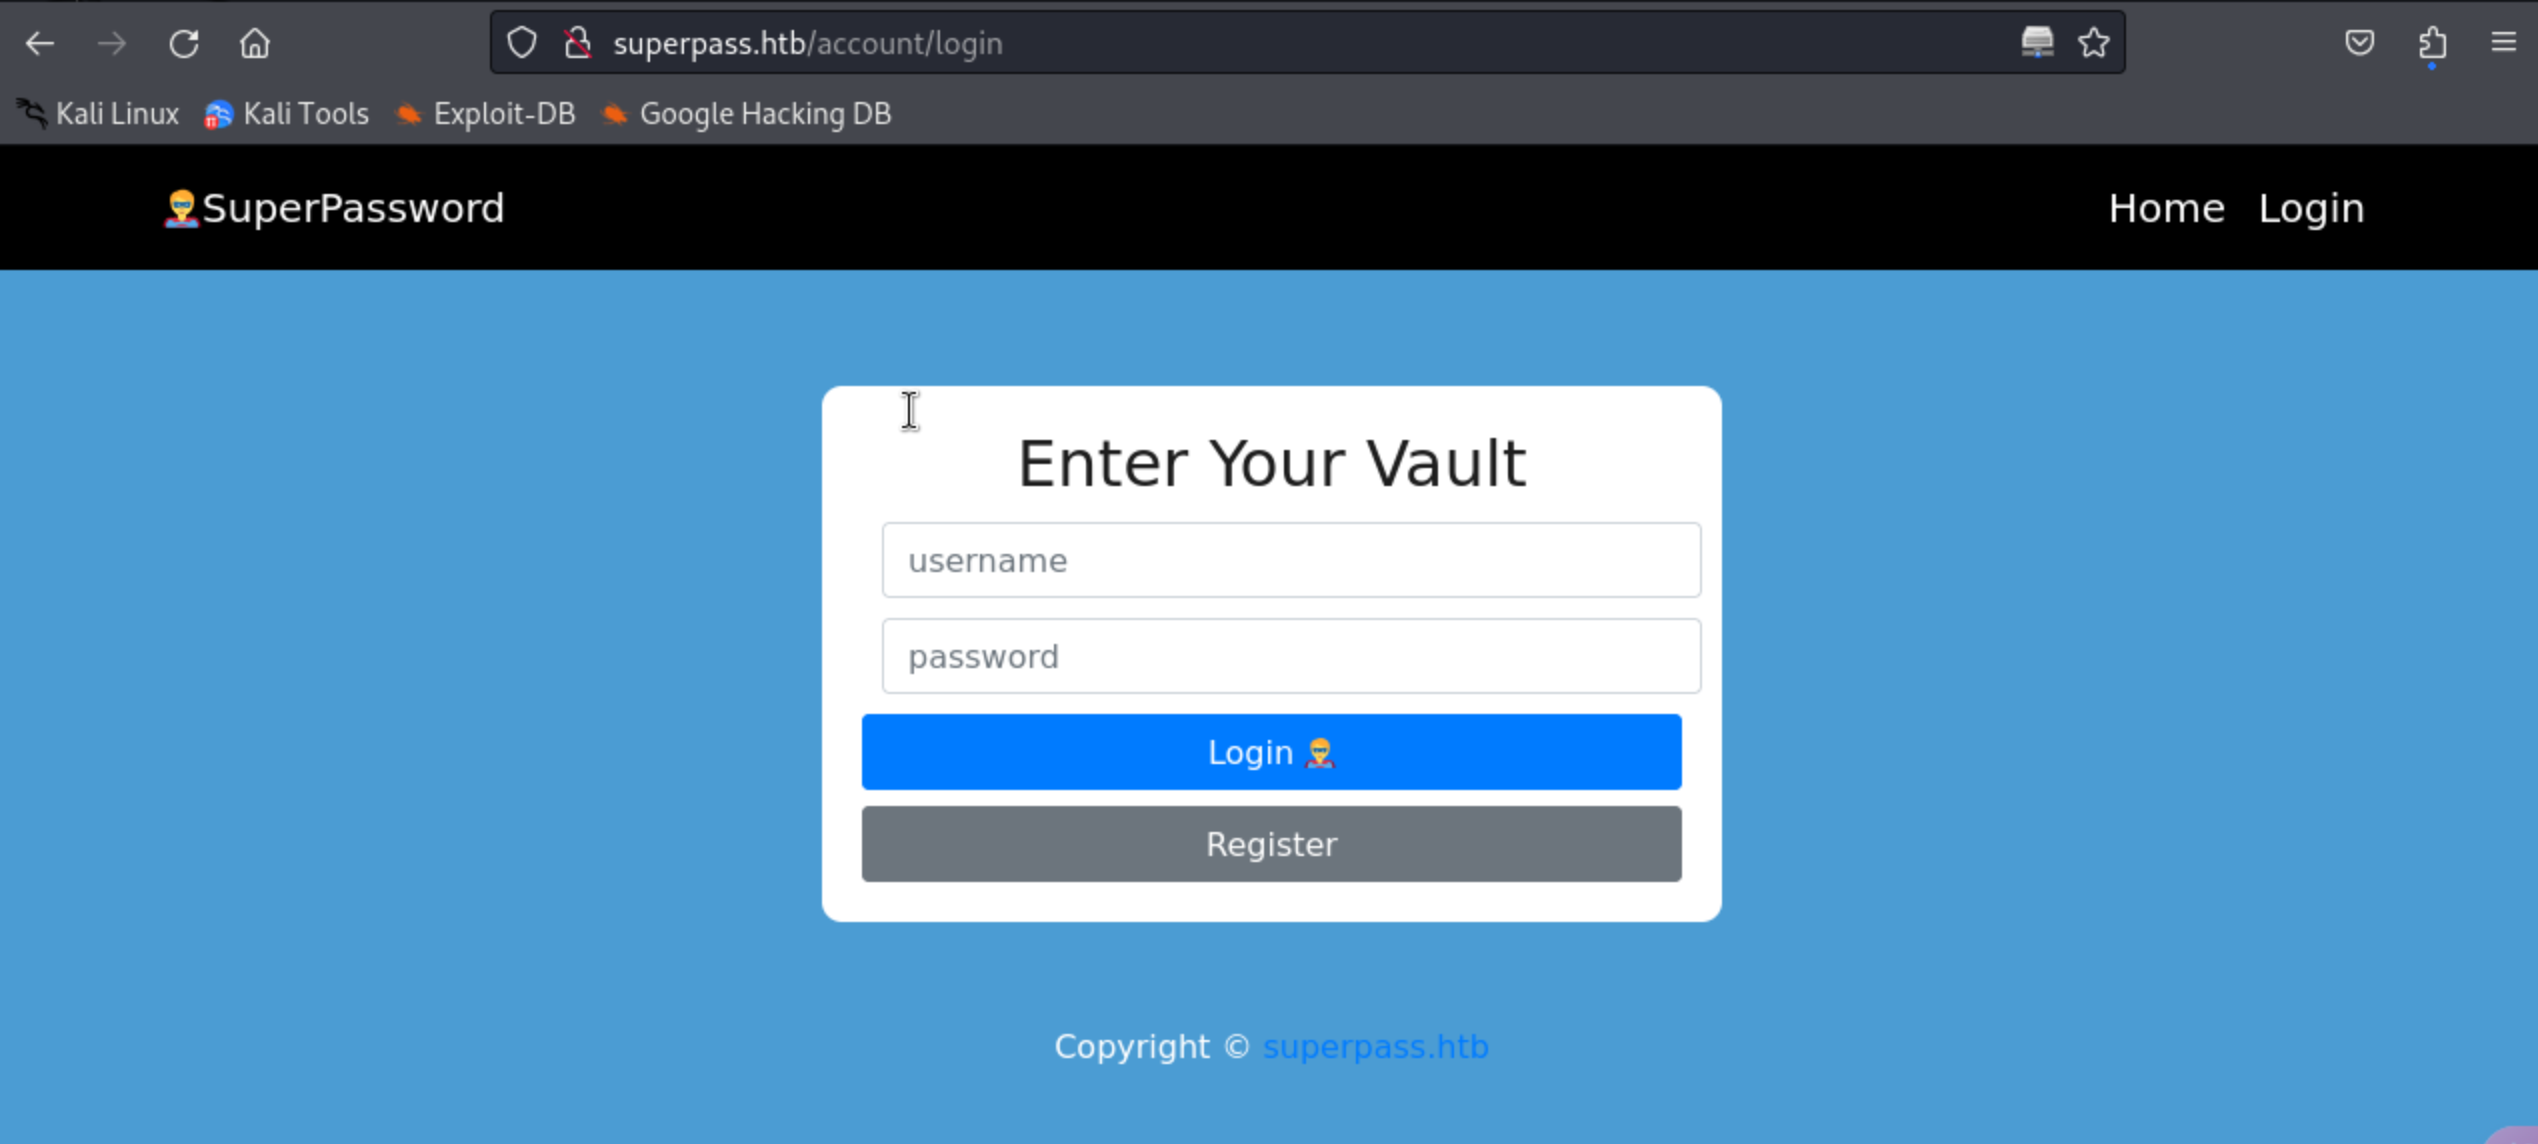 superpass.htb/account/login
Kali Linux Kali Tools Exploit-DB Google Hacking DB
SuperPassword Home Login
Enter Your Vault
username
password
Login
Register
Copyright © superpass.htb